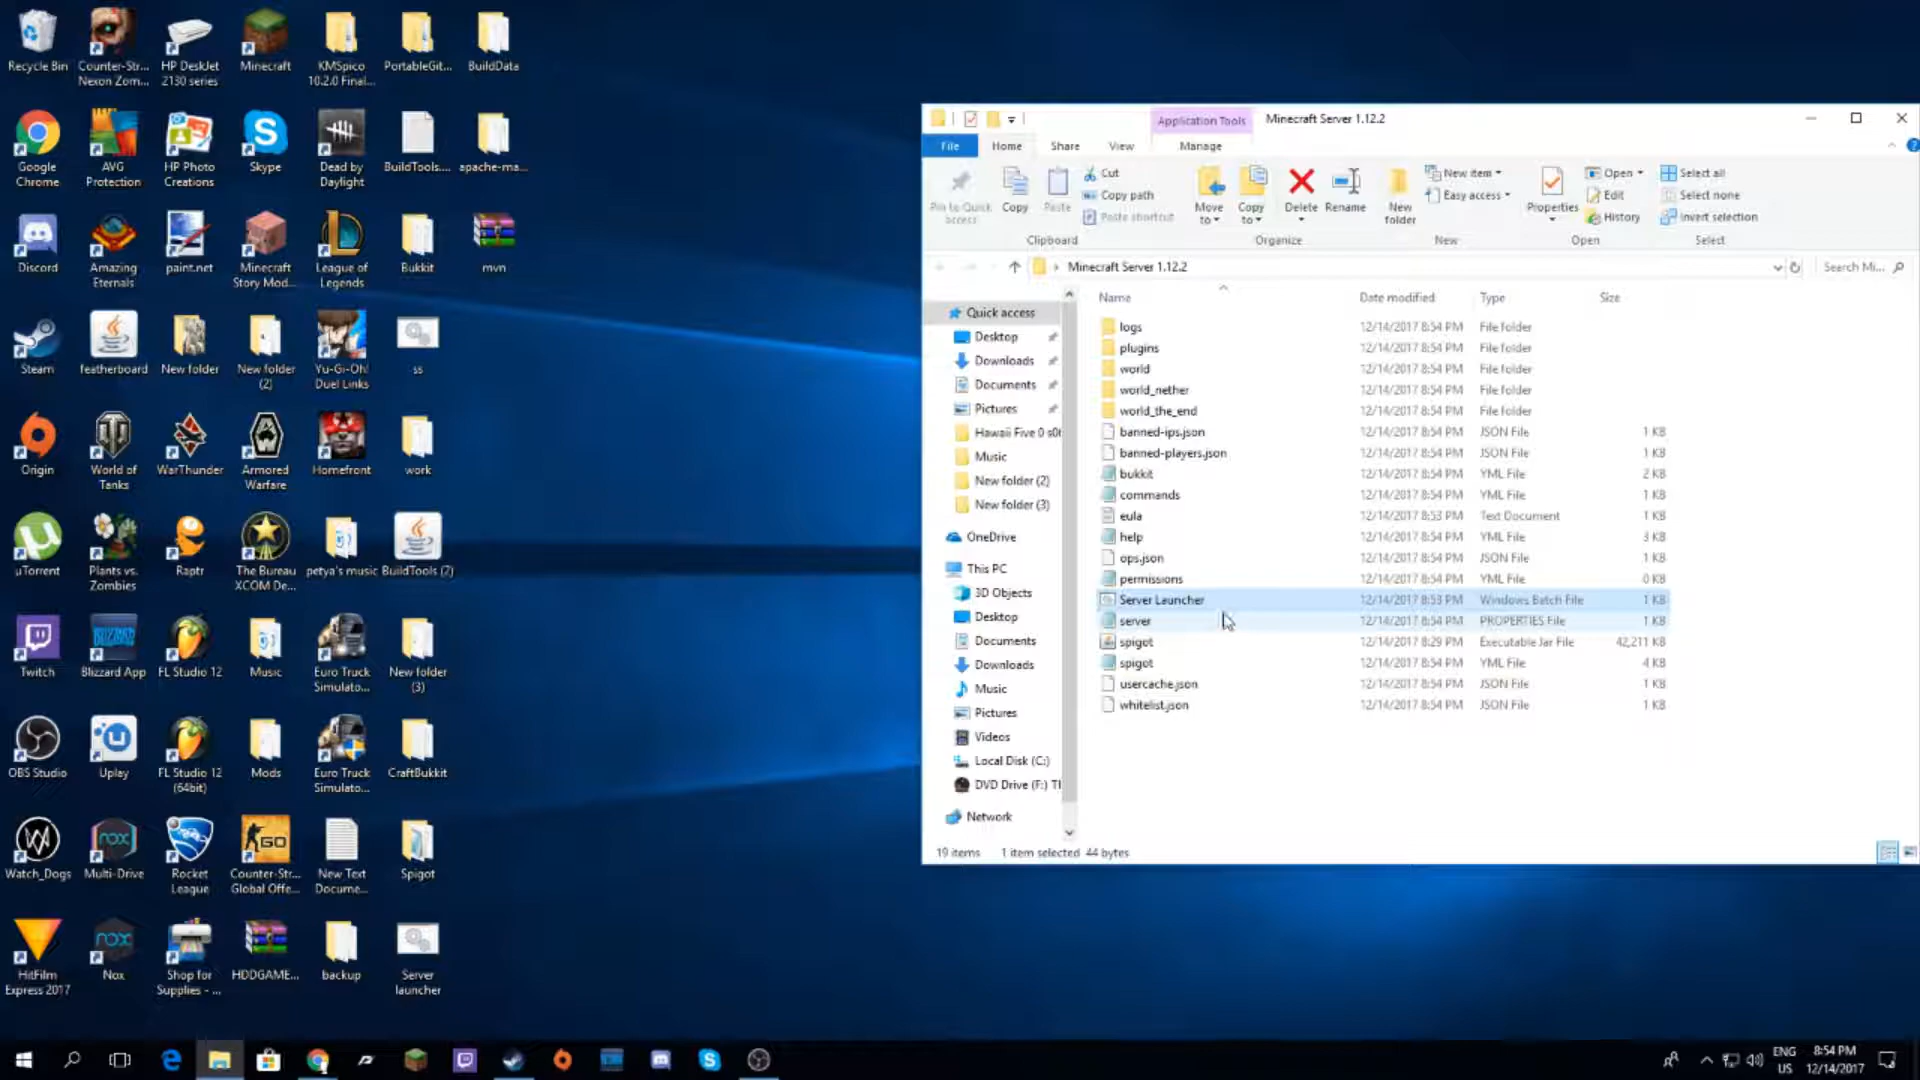 Recycle Bin
Counter-Str...
Nexon Zom...
HP DeskJet
2130 series
Minecraft
KMSpico
10.2.0 Final...
PortableGit...
BuildData
Google
Chrome
AVG
Protection
HP Photo
Creations
Skype
Dead by
Daylight
BuildTools....
apache-ma...
Discord
Amazing
Eternals
paint.net
Minecraft
Story Mod...
League of
Legends
Bukkit
mvn
Steam
featherboard
New folder
New folder
(2)
Yu-Gi-Oh!
Duel Links
ss
Origin
World of
Tanks
WarThunder
Armored
Warfare
Homefront
work
µTorrent
Plants vs.
Zombies
Raptr
The Bureau
XCOM De...
petya's music
BuildTools (2)
Twitch
Blizzard App
FL Studio 12
Music
Euro Truck
Simulato...
New folder
(3)
OBS Studio
Uplay
FL Studio 12
(64bit)
Mods
Euro Truck
Simulato...
CraftBukkit
Watch_Dogs
Multi-Drive
Rocket
League
Counter-Str...
Global Offe...
New Text
Docume...
Spigot
HitFilm
Express 2017
Nox
Shop for
Supplies - ...
HDDGAME...
backup
Server
launcher
Application Tools
Minecraft Server 1.12.2
File
Home
Share
View
Manage
Pin to Quick
access
Copy
Paste
Cut
Copy path
Paste shortcut
Clipboard
Move
to
Copy
to
Delete
Rename
Organize
New
folder
New item
Easy access
New
Properties
Open
Edit
History
Open
Select all
Select none
Invert selection
Select
Minecraft Server 1.12.2
Search Mi...
Quick access
Desktop
Downloads
Documents
Pictures
Hawaii Five 0 s0
Music
New folder (2)
New folder (3)
OneDrive
This PC
3D Objects
Desktop
Documents
Downloads
Music
Pictures
Videos
Local Disk (C:)
DVD Drive (F:) T
Network
Name Date modified Type Size
logs 12/14/2017 8:54 PM File folder
plugins 12/14/2017 8:54 PM File folder
world 12/14/2017 8:54 PM File folder
world_nether 12/14/2017 8:54 PM File folder
world_the_end 12/14/2017 8:54 PM File folder
banned-ips.json 12/14/2017 8:54 PM JSON File 1 KB
banned-players.json 12/14/2017 8:54 PM JSON File 1 KB
bukkit 12/14/2017 8:54 PM YML File 2 KB
commands 12/14/2017 8:54 PM YML File 1 KB
eula 12/14/2017 8:53 PM Text Document 1 KB
help 12/14/2017 8:54 PM YML File 3 KB
ops.json 12/14/2017 8:54 PM JSON File 1 KB
permissions 12/14/2017 8:54 PM YML File 0 KB
Server Launcher 12/14/2017 8:53 PM Windows Batch File 1 KB
server 12/14/2017 8:54 PM PROPERTIES File 1 KB
spigot 12/14/2017 8:29 PM Executable Jar File 42,211 KB
spigot 12/14/2017 8:54 PM YML File 4 KB
usercache.json 12/14/2017 8:54 PM JSON File 1 KB
whitelist.json 12/14/2017 8:54 PM JSON File 1 KB
19 items 1 item selected 44 bytes
ENG
US
8:54 PM
12/14/2017